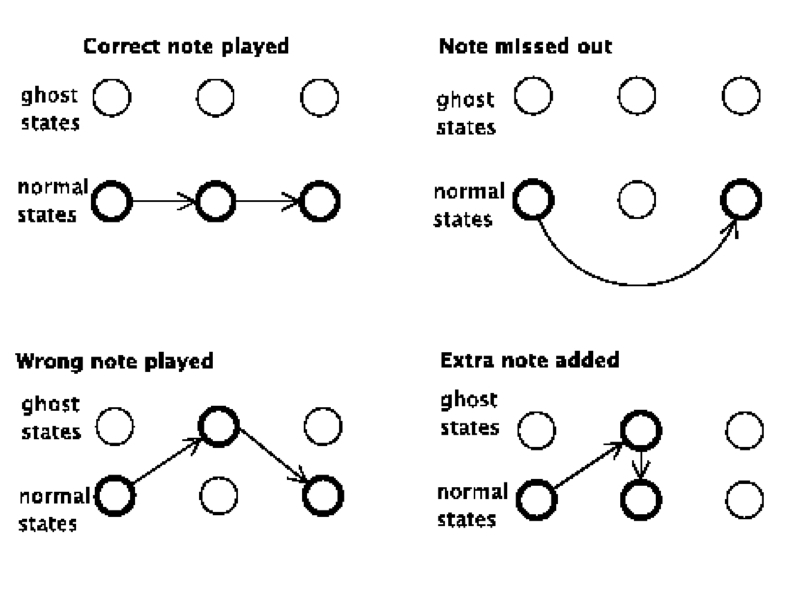 Correct note played
ghost
states
normal
states
Note missed out
ghost
states
normal
states
Wrong note played
ghost
states
normal
states
Extra note added
ghost
states
normal
states